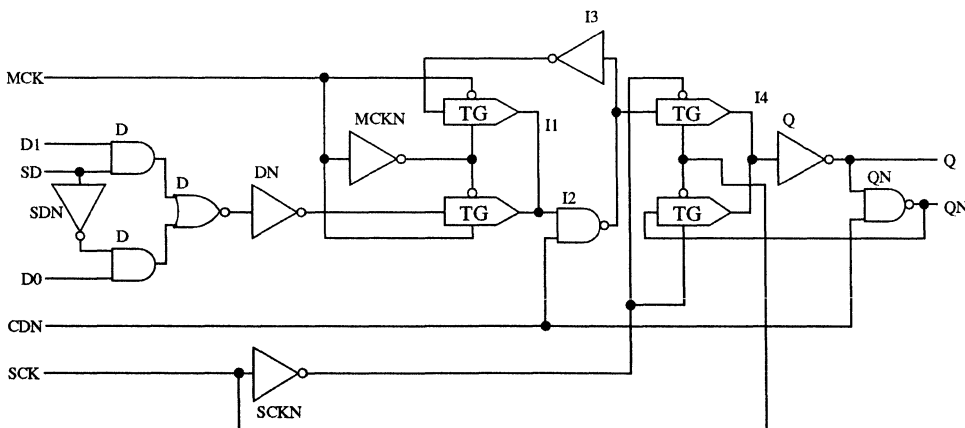 I3
MCK
TG
I1
MCKN
TG
I4
Q
D
D1
SD
D
DN
I2
Q
SDN
D
TG
TG
QN
QN
D0
CDN
SCK
SCKN